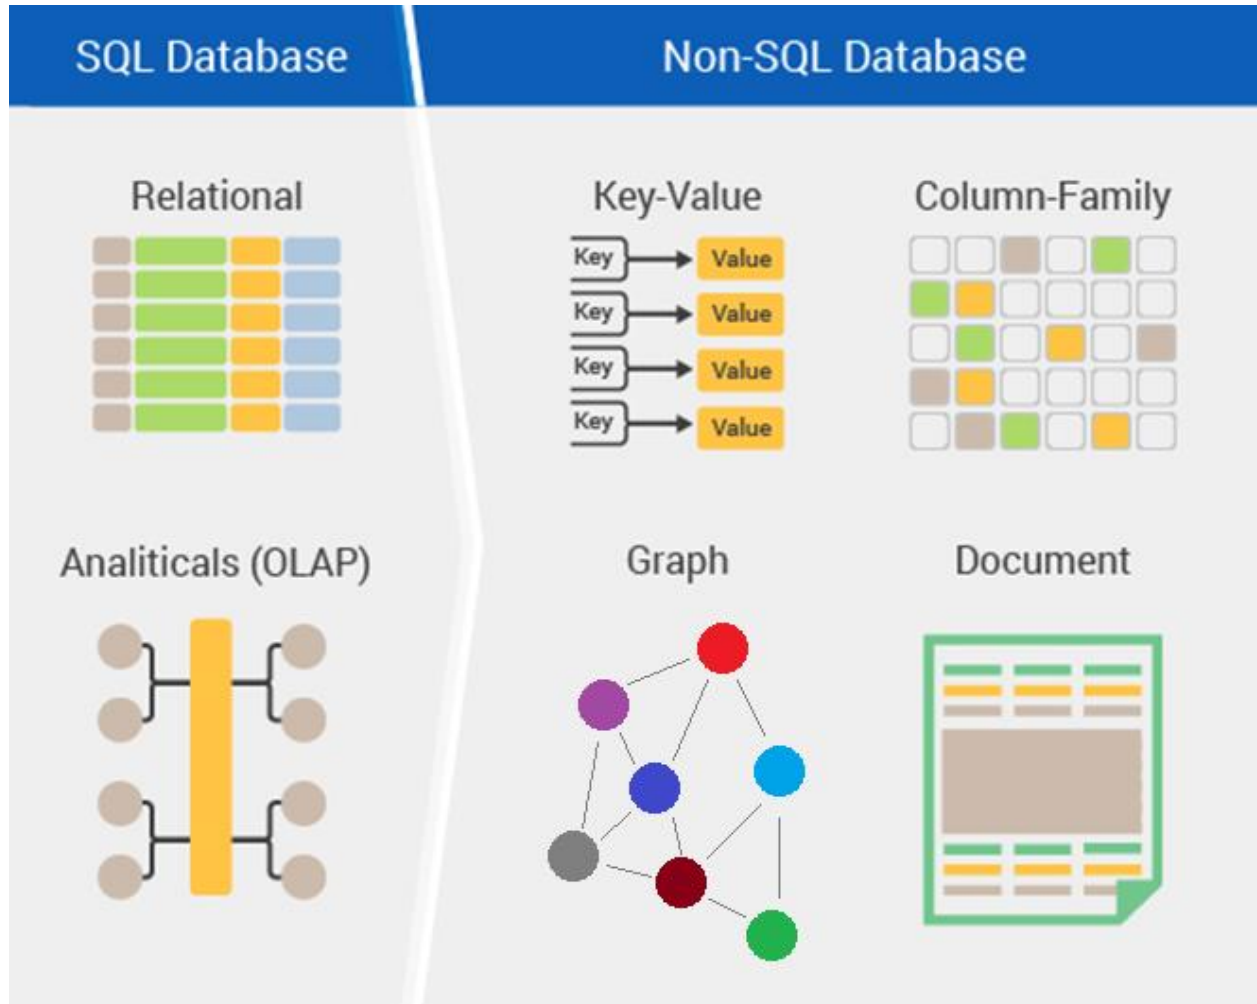 SQL Database
Non-SQL Database
Relational
Key-Value
Column-Family
Key
Value
Key
Value
Key
Value
Key
Value
Analiticals (OLAP)
Graph
Document